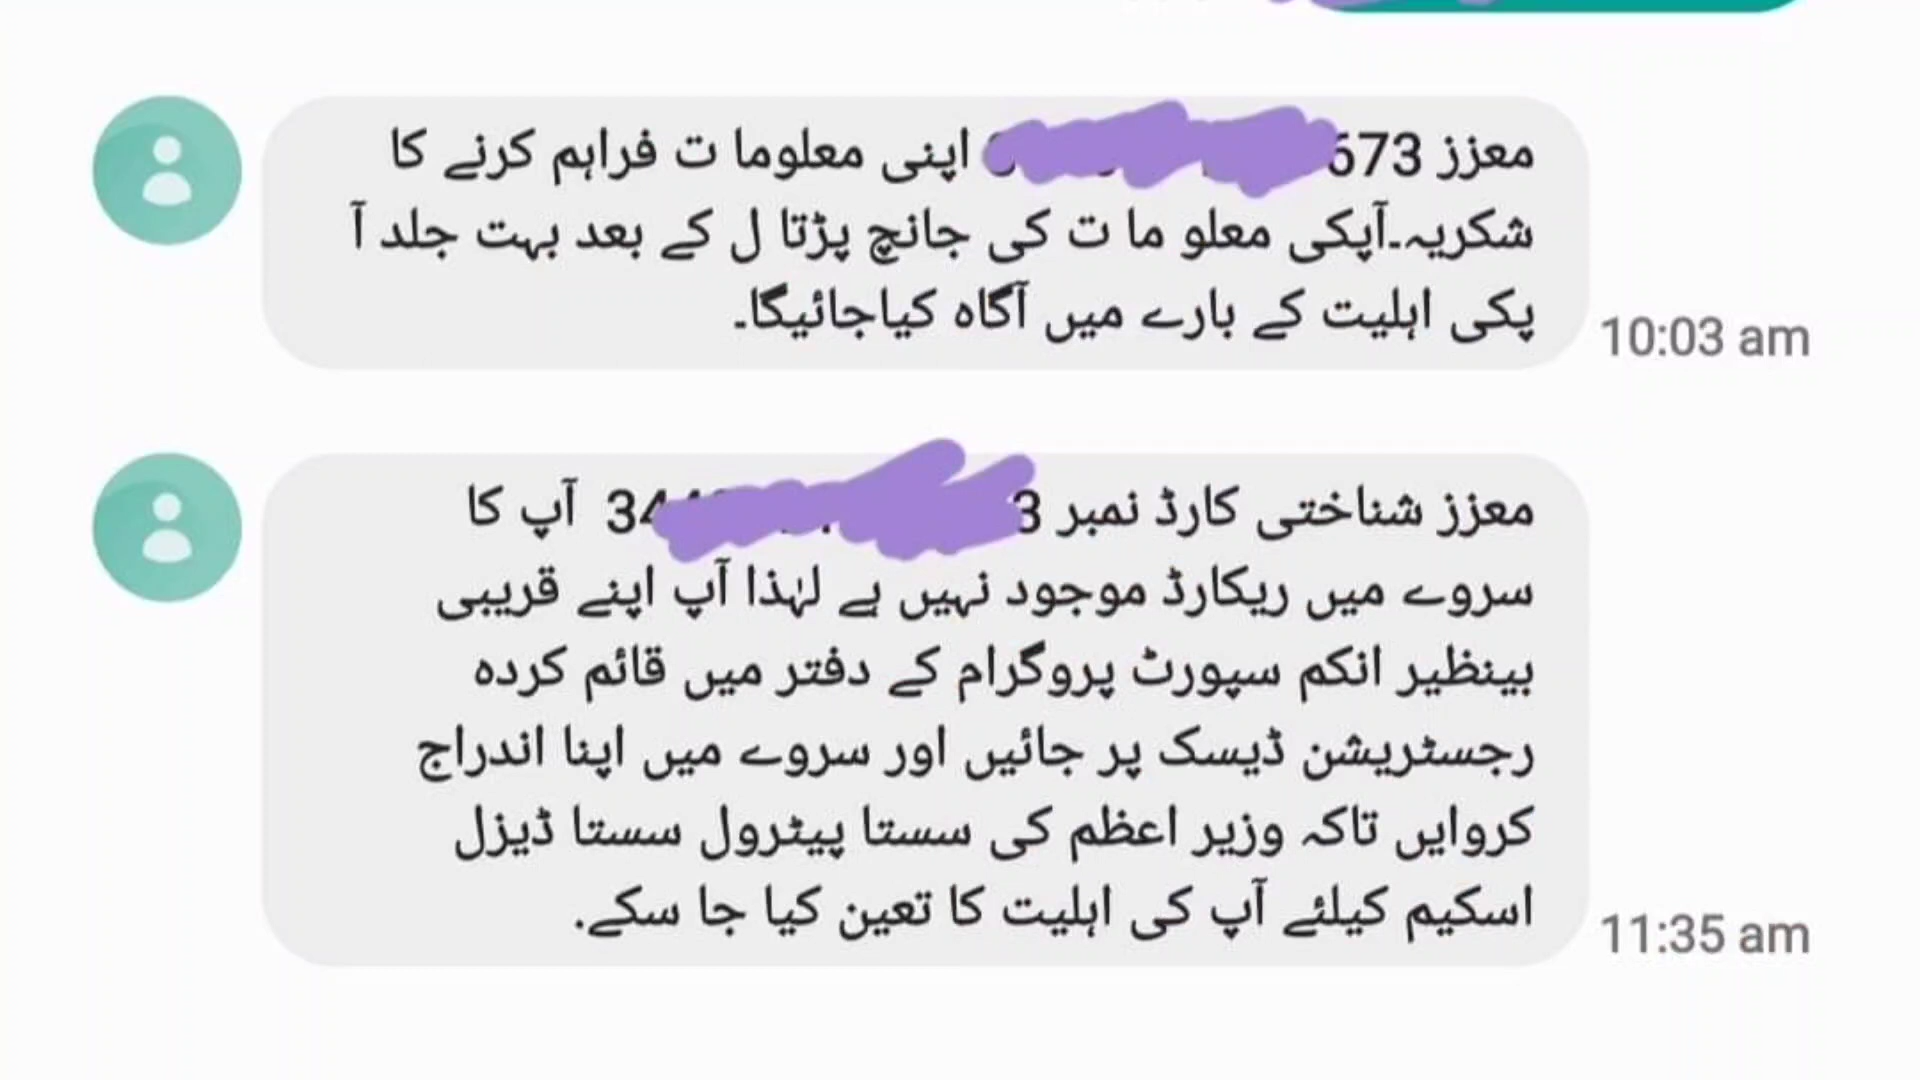 معزز 673 اپنی معلوما ت فراہم کرنے کا
شکریہ۔آپکی معلو ما ت کی جانچ پڑتا ل کے بعد بہت جلد آ
پکی اہلیت کے بارے میں آگاہ کیاجائیگا۔
10:03 am
معزز شناختی کارڈ نمبر 3 34 آپ کا
سروے میں ریکارڈ موجود نہیں ہے لہٰذا آپ اپنے قریبی
بینظیر انکم سپورٹ پروگرام کے دفتر میں قائم کردہ
رجسٹریشن ڈیسک پر جائیں اور سروے میں اپنا اندراج
کروایں تاکہ وزیر اعظم کی سستا پیٹرول سستا ڈیزل
اسکیم کیلئے آپ کی اہلیت کا تعین کیا جا سکے.
11:35 am